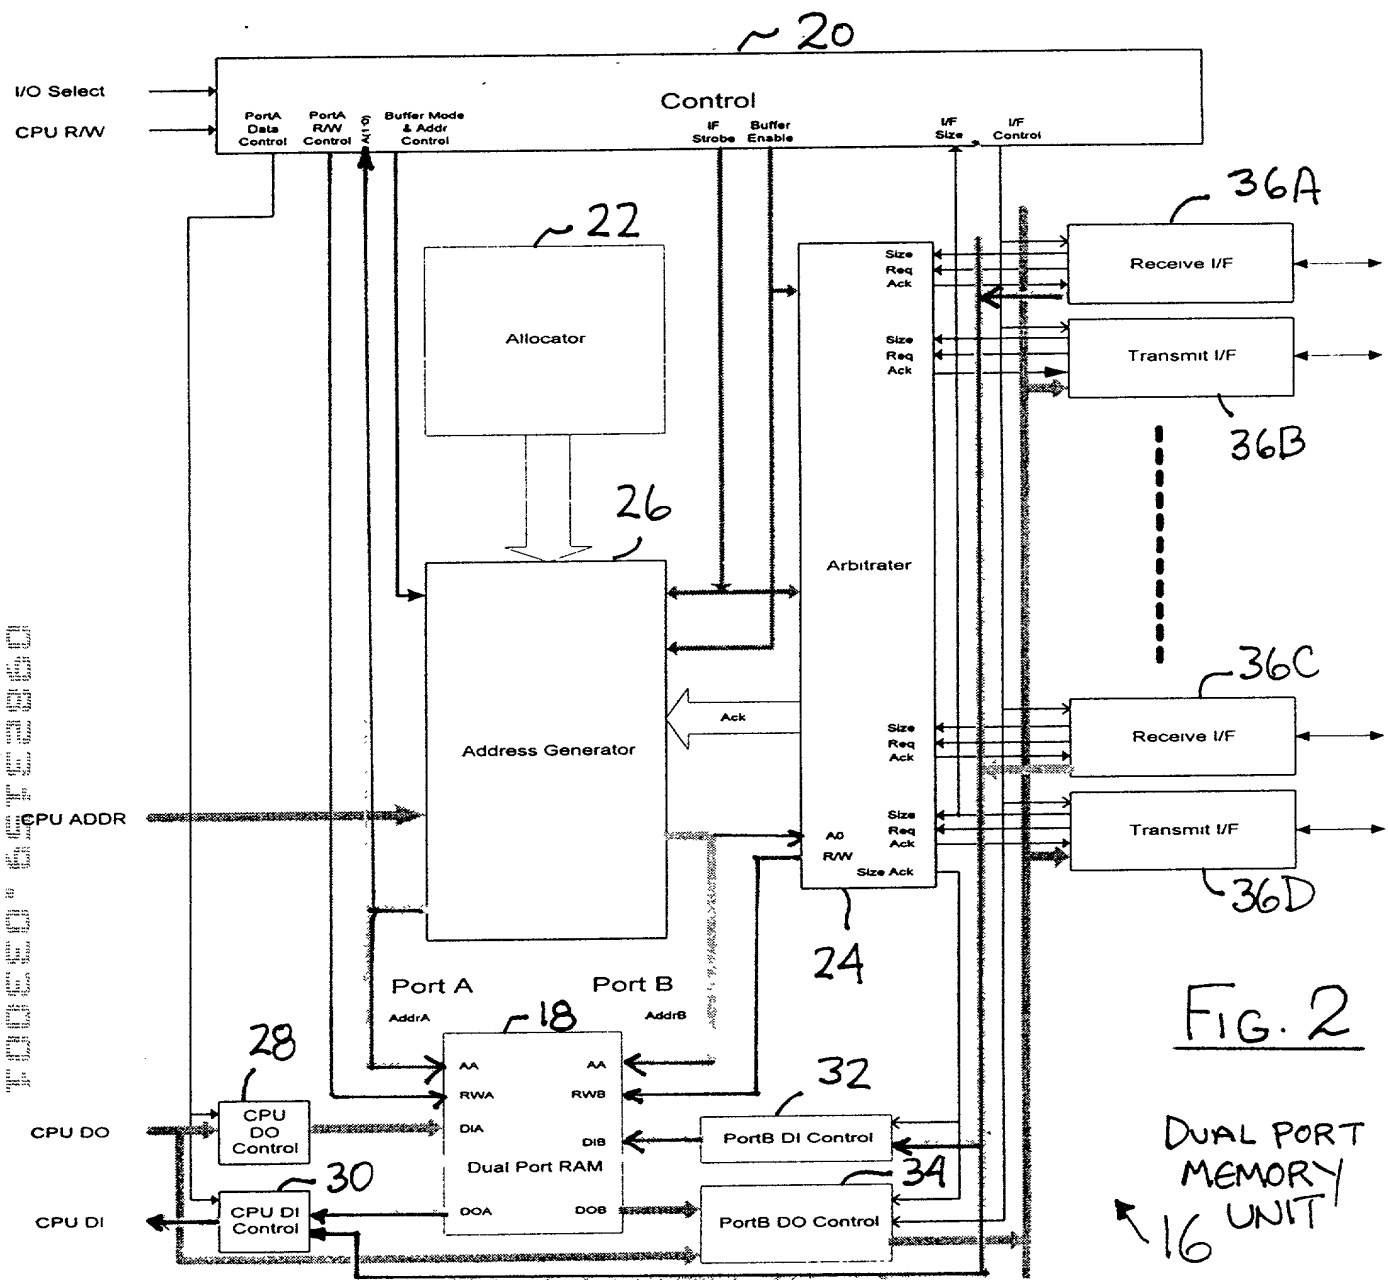 20
I/O Select
CPU R/W
Control
PortA
Data
Control
PortA
R/W
Control
A(1:0)
Buffer Mode
& Addr
Control
IF
Strobe
Buffer
Enable
I/F
Size
I/F
Control
22
Allocator
36A
Size
Req
Ack
Receive I/F
Size
Req
Ack
Transmit I/F
36B
26
Arbitrater
Address Generator
Ack
36C
Size
Req
Ack
Receive I/F
CPU ADDR
Size
Req
Ack
Transmit I/F
A0
R/W
Size Ack
36D
24
Port A
Port B
AddrA
18
AddrB
FIG. 2
28
AA
AA
32
RWA
RWB
CPU DO
CPU
DO
Control
DIA
DIB
PortB DI Control
Dual Port RAM
30
34
CPU DI
CPU DI
Control
DOA
DOB
PortB DO Control
DUAL PORT
MEMORY
UNIT
16